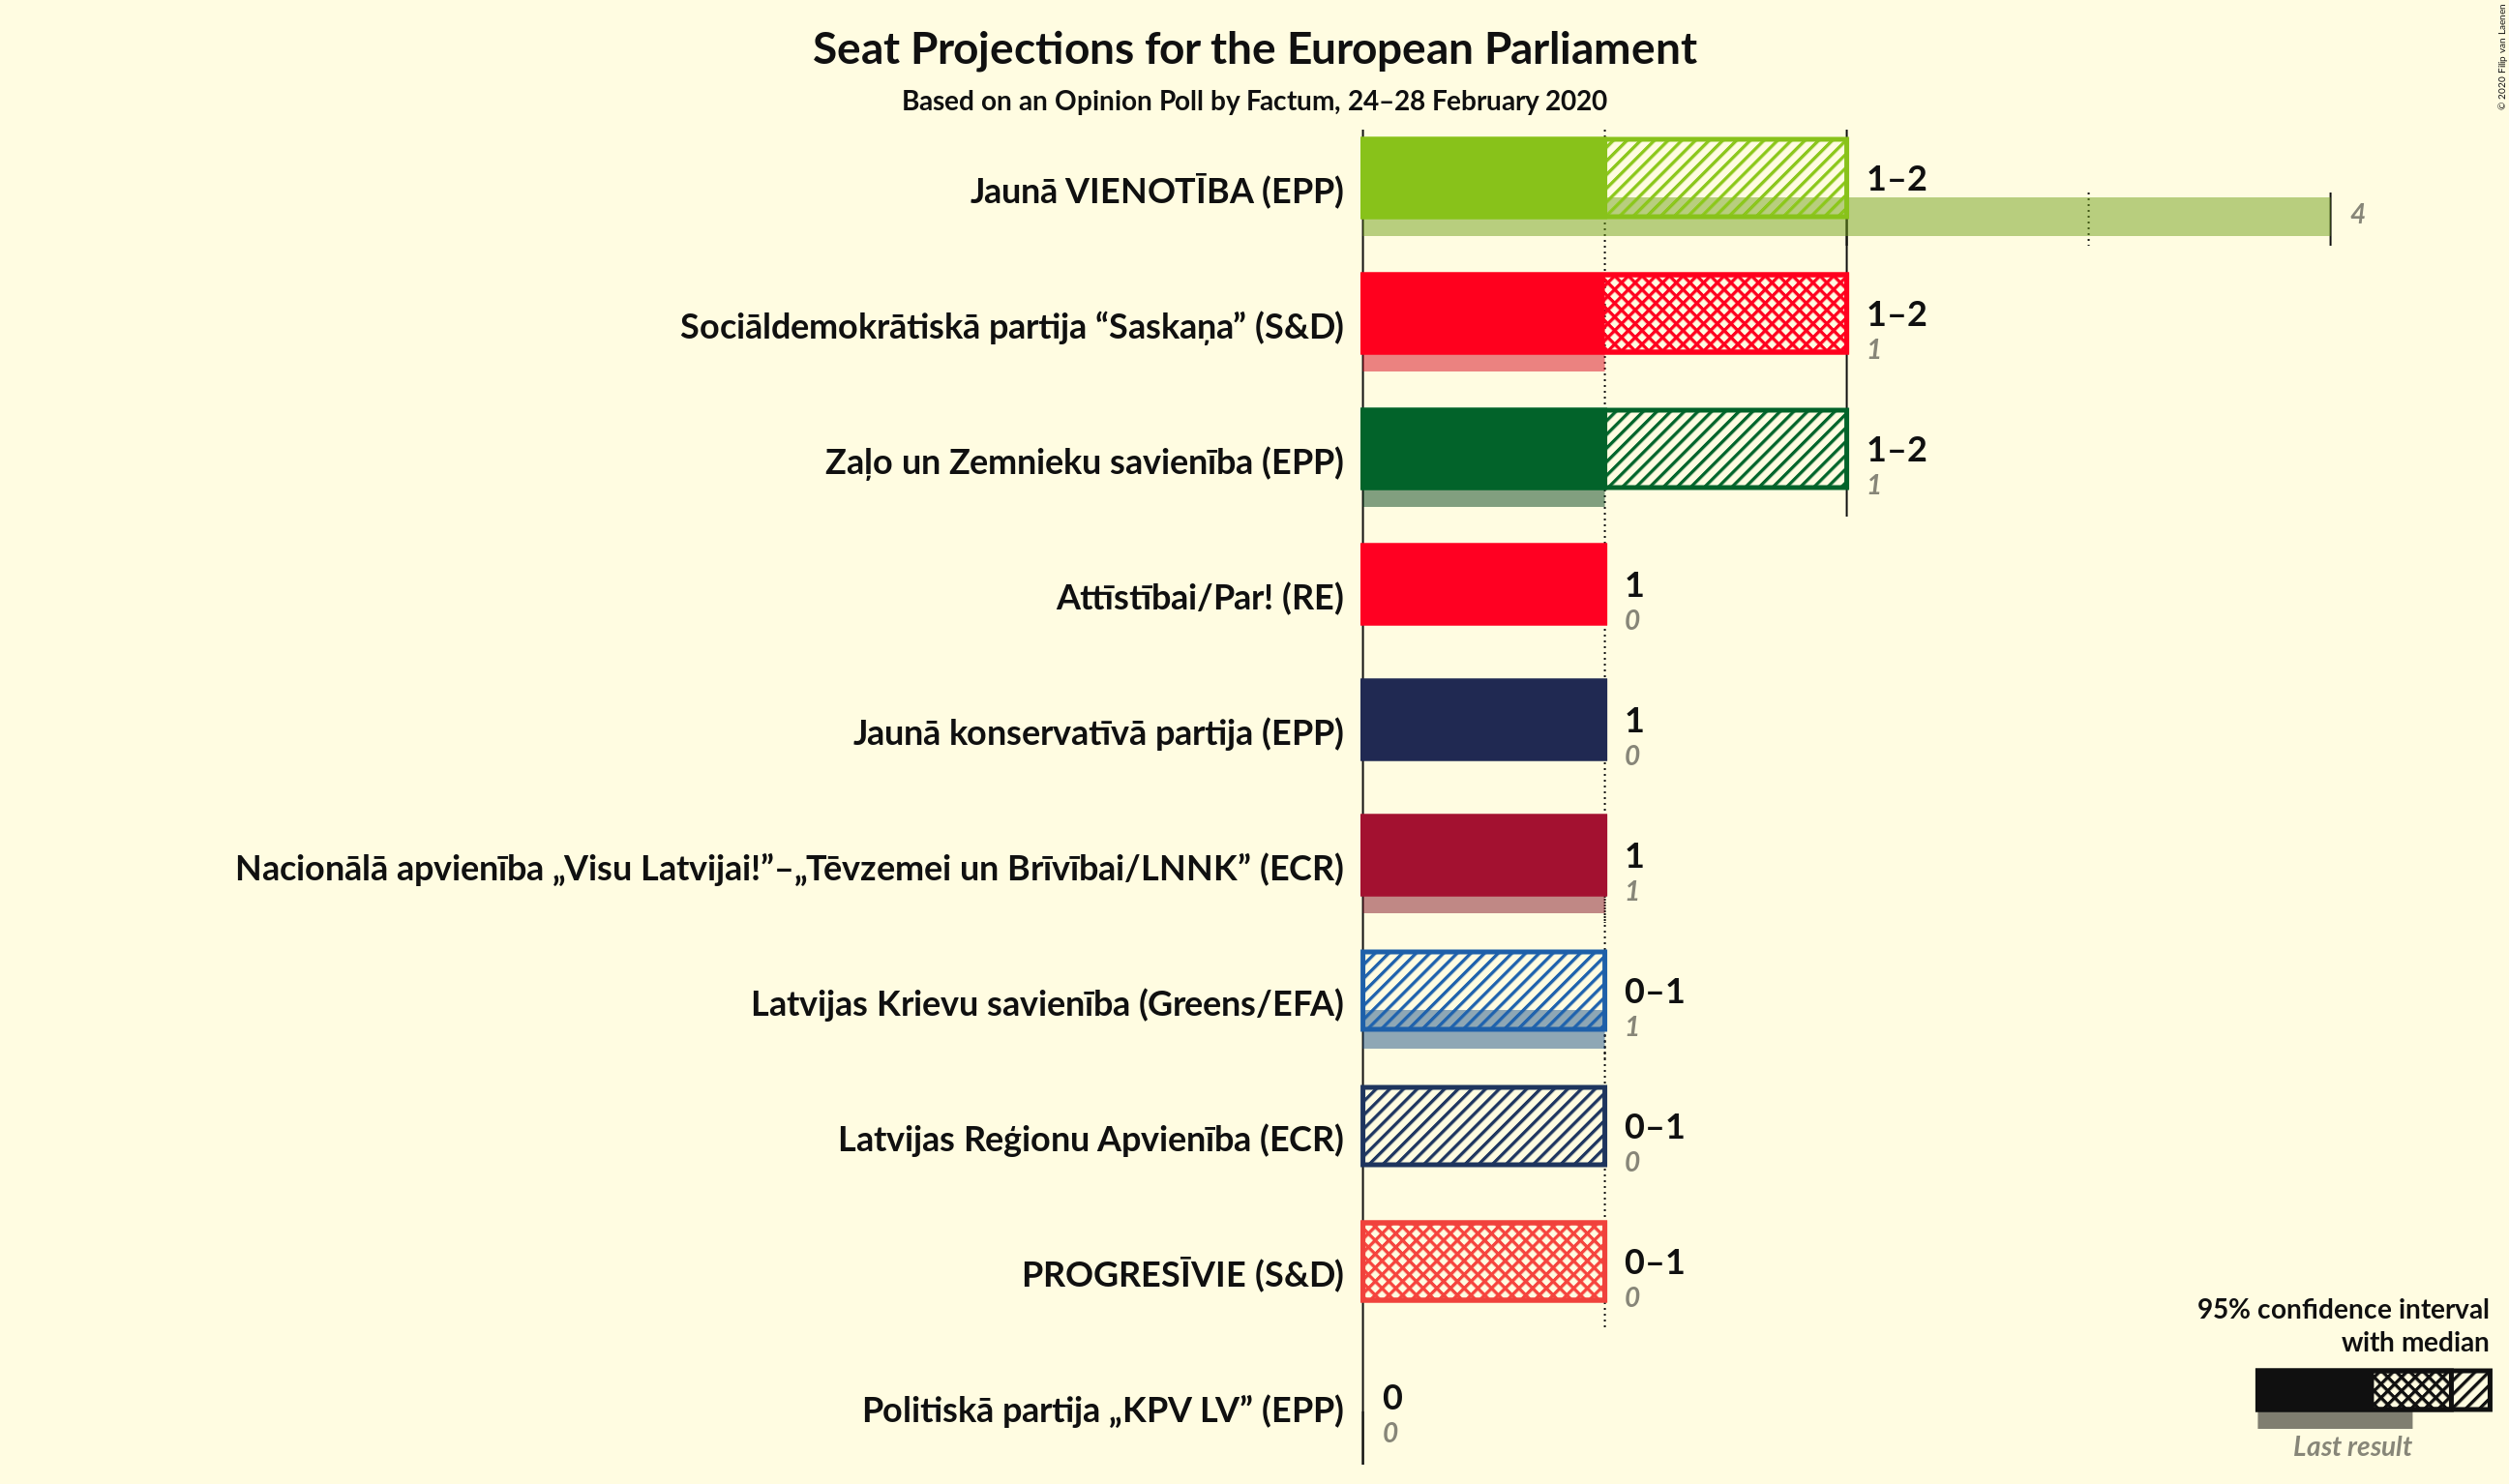 Seat Projections for the European Parliament
Based on an Opinion Poll by Factum, 24–28 February 2020
© 2020 Filip van Laenen
Jaunā VIENOTĪBA (EPP)
1–2
4
Sociāldemokrātiskā partija “Saskaņa” (S&D)
1–2
1
Zaļo un Zemnieku savienība (EPP)
1–2
1
Attīstībai/Par! (RE)
1
0
Jaunā konservatīvā partija (EPP)
1
0
Nacionālā apvienība „Visu Latvijai!”–„Tēvzemei un Brīvībai/LNNK” (ECR)
1
1
Latvijas Krievu savienība (Greens/EFA)
0–1
1
Latvijas Reģionu Apvienība (ECR)
0–1
0
PROGRESĪVIE (S&D)
0–1
0
Politiskā partija „KPV LV” (EPP)
0
0
95% confidence interval
with median
Last result